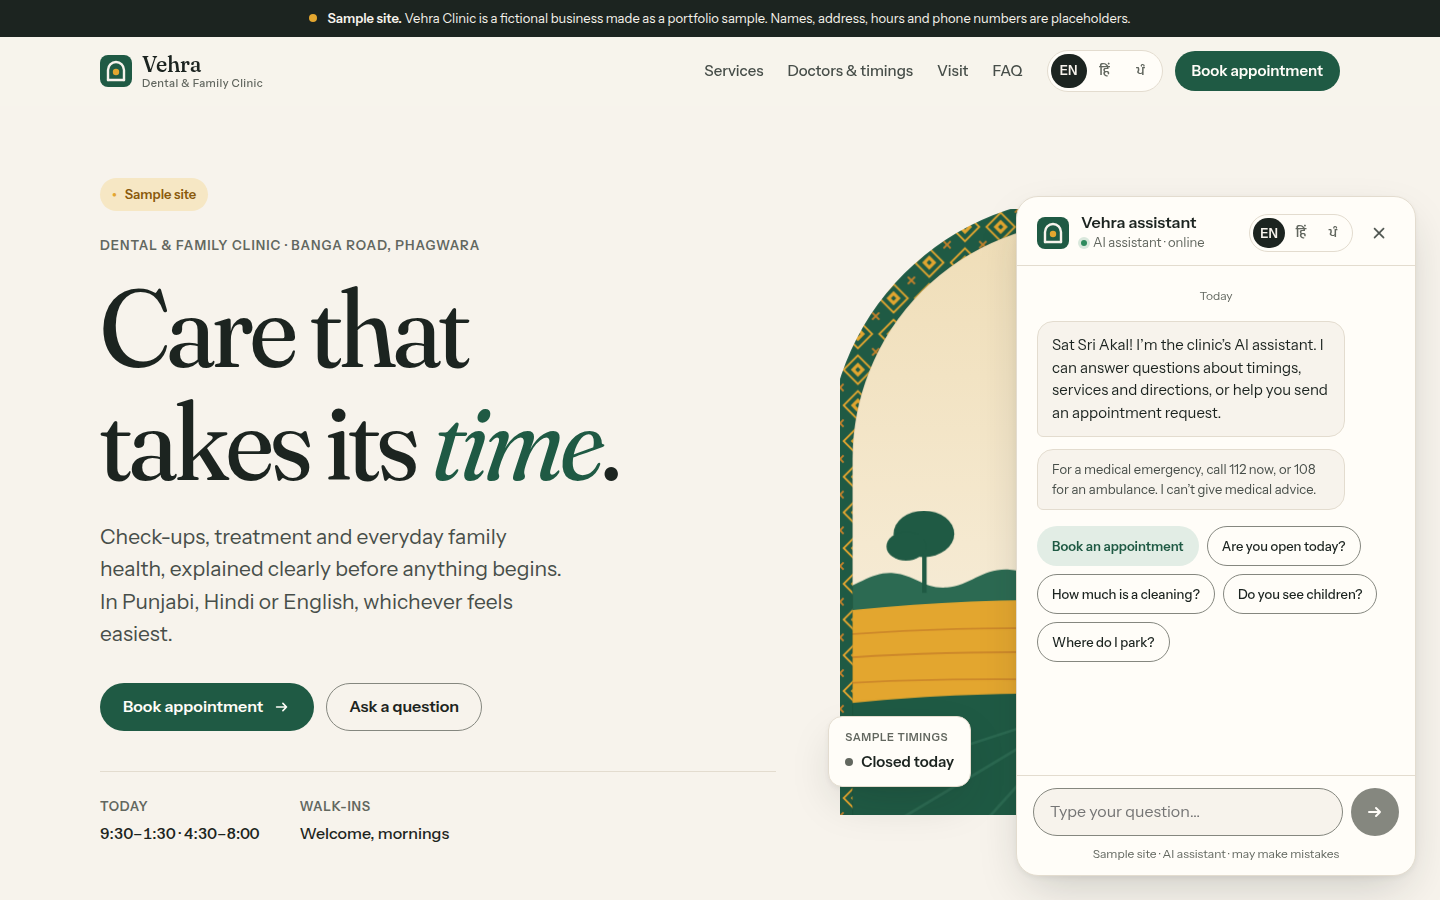 Sample site. Vehra Clinic is a fictional business made as a portfolio sample. Names, address, hours and phone numbers are placeholders.
Vehra
Dental & Family Clinic
Services
Doctors & timings
Visit
FAQ
EN
हिं
ਪੰ
Book appointment
Sample site
DENTAL & FAMILY CLINIC · BANGA ROAD, PHAGWARA
Care that
takes its time.
Check-ups, treatment and everyday family
health, explained clearly before anything begins.
In Punjabi, Hindi or English, whichever feels
easiest.
Book appointment
Ask a question
TODAY
9:30–1:30 · 4:30–8:00
WALK-INS
Welcome, mornings
SAMPLE TIMINGS
Closed today
Vehra assistant
AI assistant · online
EN
हिं
ਪੰ
Today
Sat Sri Akal! I’m the clinic’s AI assistant. I
can answer questions about timings,
services and directions, or help you send
an appointment request.
For a medical emergency, call 112 now, or 108
for an ambulance. I can’t give medical advice.
Book an appointment
Are you open today?
How much is a cleaning?
Do you see children?
Where do I park?
Type your question…
Sample site · AI assistant · may make mistakes